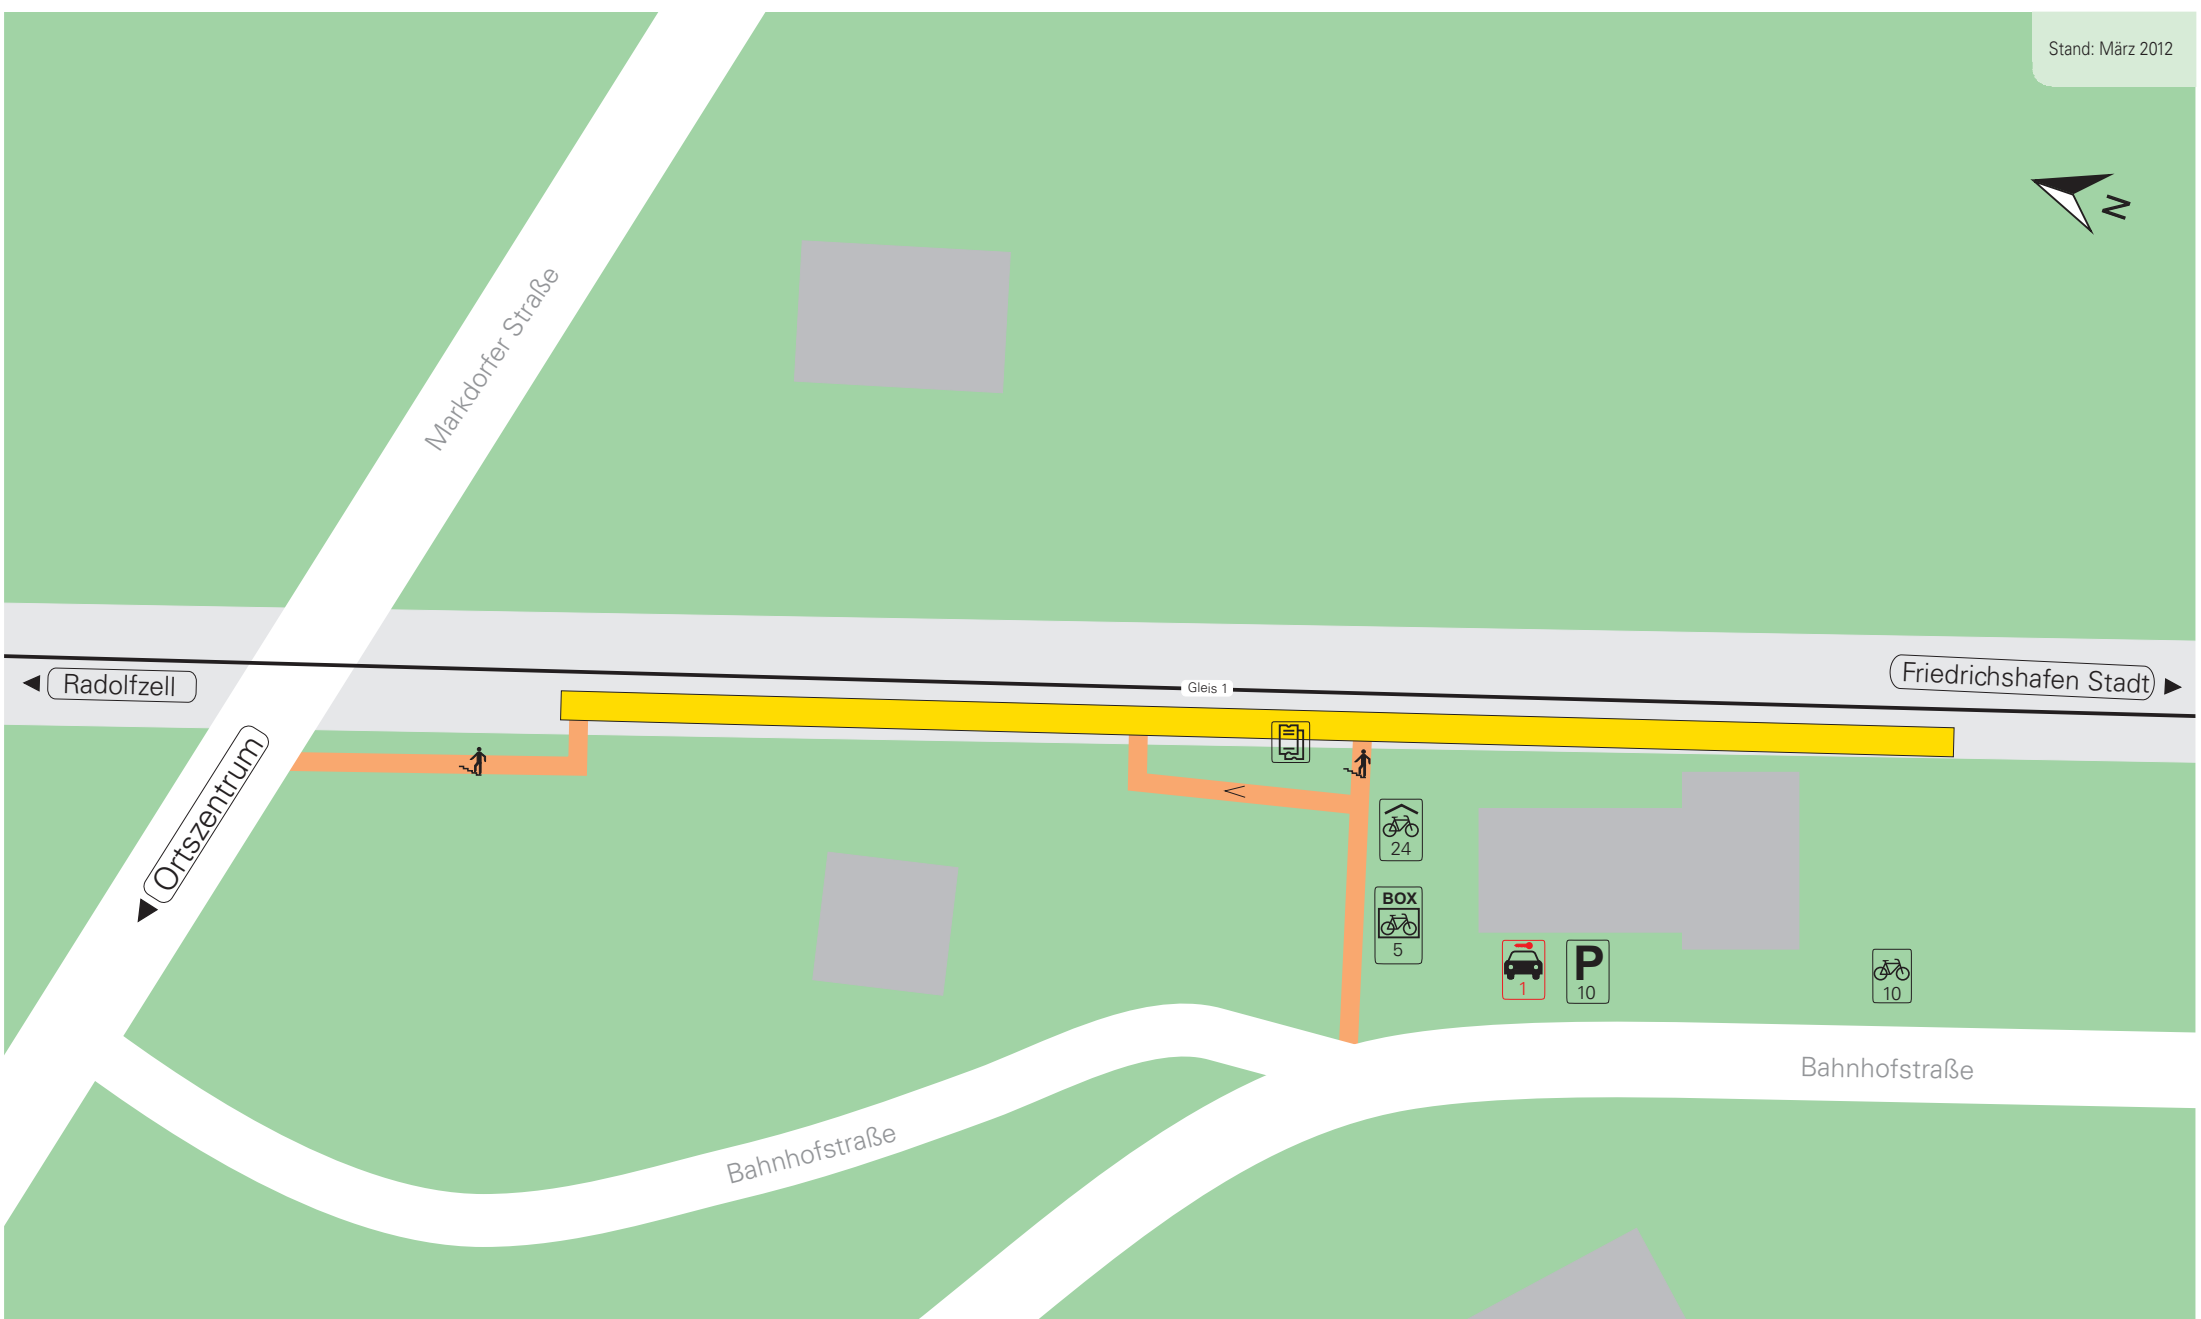 Stand: März 2012
N
Markdorfer Straße
Radolfzell
Gleis 1
Friedrichshafen Stadt
Ortszentrum
24
BOX
5
1
P
10
10
Bahnhofstraße
Bahnhofstraße